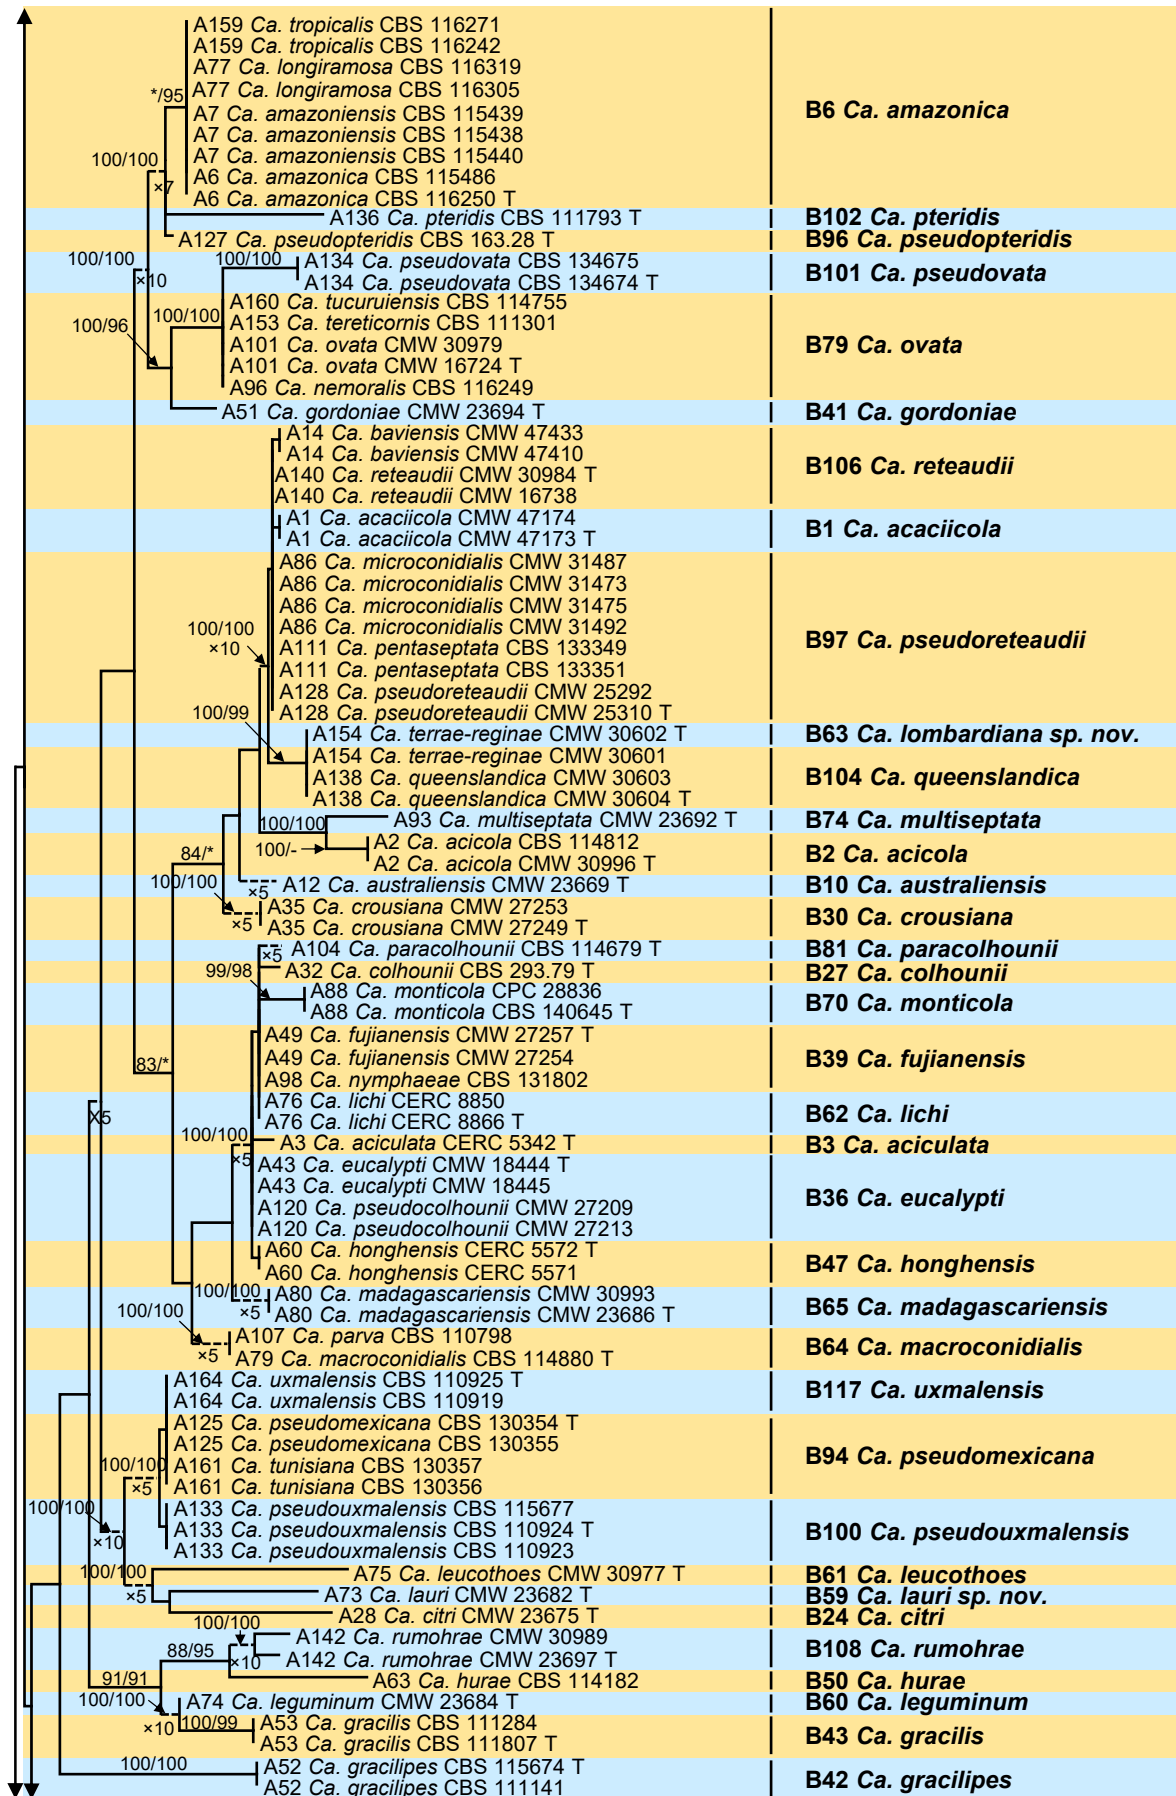 A159 Ca. tropicalis CBS 116271
A159 Ca. tropicalis CBS 116242
A77 Ca. longiramosa CBS 116319
A77 Ca. longiramosa CBS 116305
*/95
A7 Ca. amazoniensis CBS 115439
B6 Ca. amazonica
A7 Ca. amazoniensis CBS 115438
A7 Ca. amazoniensis CBS 115440
100/100
A6 Ca. amazonica CBS 115486
×7
A6 Ca. amazonica CBS 116250 T
A136 Ca. pteridis CBS 111793 T
B102 Ca. pteridis
A127 Ca. pseudopteridis CBS 163.28 T
B96 Ca. pseudopteridis
100/100
100/100
A134 Ca. pseudovata CBS 134675
×10
A134 Ca. pseudovata CBS 134674 T
B101 Ca. pseudovata
A160 Ca. tucuruiensis CBS 114755
100/96
100/100
A153 Ca. tereticornis CBS 111301
A101 Ca. ovata CMW 30979
B79 Ca. ovata
A101 Ca. ovata CMW 16724 T
A96 Ca. nemoralis CBS 116249
A51 Ca. gordoniae CMW 23694 T
B41 Ca. gordoniae
A14 Ca. baviensis CMW 47433
A14 Ca. baviensis CMW 47410
B106 Ca. reteaudii
A140 Ca. reteaudii CMW 30984 T
A140 Ca. reteaudii CMW 16738
A1 Ca. acaciicola CMW 47174
B1 Ca. acaciicola
A1 Ca. acaciicola CMW 47173 T
A86 Ca. microconidialis CMW 31487
A86 Ca. microconidialis CMW 31473
A86 Ca. microconidialis CMW 31475
A86 Ca. microconidialis CMW 31492
100/100
×10
A111 Ca. pentaseptata CBS 133349
B97 Ca. pseudoreteaudii
A111 Ca. pentaseptata CBS 133351
A128 Ca. pseudoreteaudii CMW 25292
100/99
A128 Ca. pseudoreteaudii CMW 25310 T
A154 Ca. terrae-reginae CMW 30602 T
B63 Ca. lombardiana sp. nov.
A154 Ca. terrae-reginae CMW 30601
A138 Ca. queenslandica CMW 30603
B104 Ca. queenslandica
A138 Ca. queenslandica CMW 30604 T
100/100
A93 Ca. multiseptata CMW 23692 T
B74 Ca. multiseptata
100/-
A2 Ca. acicola CBS 114812
B2 Ca. acicola
A2 Ca. acicola CMW 30996 T
84/*
100/100
×5
A12 Ca. australiensis CMW 23669 T
B10 Ca. australiensis
A35 Ca. crousiana CMW 27253
B30 Ca. crousiana
×5
A35 Ca. crousiana CMW 27249 T
×5
A104 Ca. paracolhounii CBS 114679 T
B81 Ca. paracolhounii
99/98
A32 Ca. colhounii CBS 293.79 T
B27 Ca. colhounii
A88 Ca. monticola CPC 28836
B70 Ca. monticola
A88 Ca. monticola CBS 140645 T
A49 Ca. fujianensis CMW 27257 T
83/*
A49 Ca. fujianensis CMW 27254
B39 Ca. fujianensis
A98 Ca. nymphaeae CBS 131802
A76 Ca. lichi CERC 8850
X5
B62 Ca. lichi
A76 Ca. lichi CERC 8866 T
100/100
A3 Ca. aciculata CERC 5342 T
B3 Ca. aciculata
×5
A43 Ca. eucalypti CMW 18444 T
A43 Ca. eucalypti CMW 18445
B36 Ca. eucalypti
A120 Ca. pseudocolhounii CMW 27209
A120 Ca. pseudocolhounii CMW 27213
A60 Ca. honghensis CERC 5572 T
B47 Ca. honghensis
A60 Ca. honghensis CERC 5571
100/100
A80 Ca. madagascariensis CMW 30993
×5
B65 Ca. madagascariensis
A80 Ca. madagascariensis CMW 23686 T
100/100
A107 Ca. parva CBS 110798
×5
B64 Ca. macroconidialis
A79 Ca. macroconidialis CBS 114880 T
A164 Ca. uxmalensis CBS 110925 T
B117 Ca. uxmalensis
A164 Ca. uxmalensis CBS 110919
A125 Ca. pseudomexicana CBS 130354 T
A125 Ca. pseudomexicana CBS 130355
B94 Ca. pseudomexicana
100/100
A161 Ca. tunisiana CBS 130357
×5
A161 Ca. tunisiana CBS 130356
100/100
A133 Ca. pseudouxmalensis CBS 115677
A133 Ca. pseudouxmalensis CBS 110924 T
B100 Ca. pseudouxmalensis
×10
A133 Ca. pseudouxmalensis CBS 110923
100/100
A75 Ca. leucothoes CMW 30977 T
B61 Ca. leucothoes
×5
A73 Ca. lauri CMW 23682 T
B59 Ca. lauri sp. nov.
A28 Ca. citri CMW 23675 T
B24 Ca. citri
100/100
A142 Ca. rumohrae CMW 30989
88/95
B108 Ca. rumohrae
×10
A142 Ca. rumohrae CMW 23697 T
91/91
A63 Ca. hurae CBS 114182
B50 Ca. hurae
100/100
A74 Ca. leguminum CMW 23684 T
B60 Ca. leguminum
×10
100/99
A53 Ca. gracilis CBS 111284
B43 Ca. gracilis
A53 Ca. gracilis CBS 111807 T
100/100
A52 Ca. gracilipes CBS 115674 T
B42 Ca. gracilipes
A52 Ca. gracilipes CBS 111141